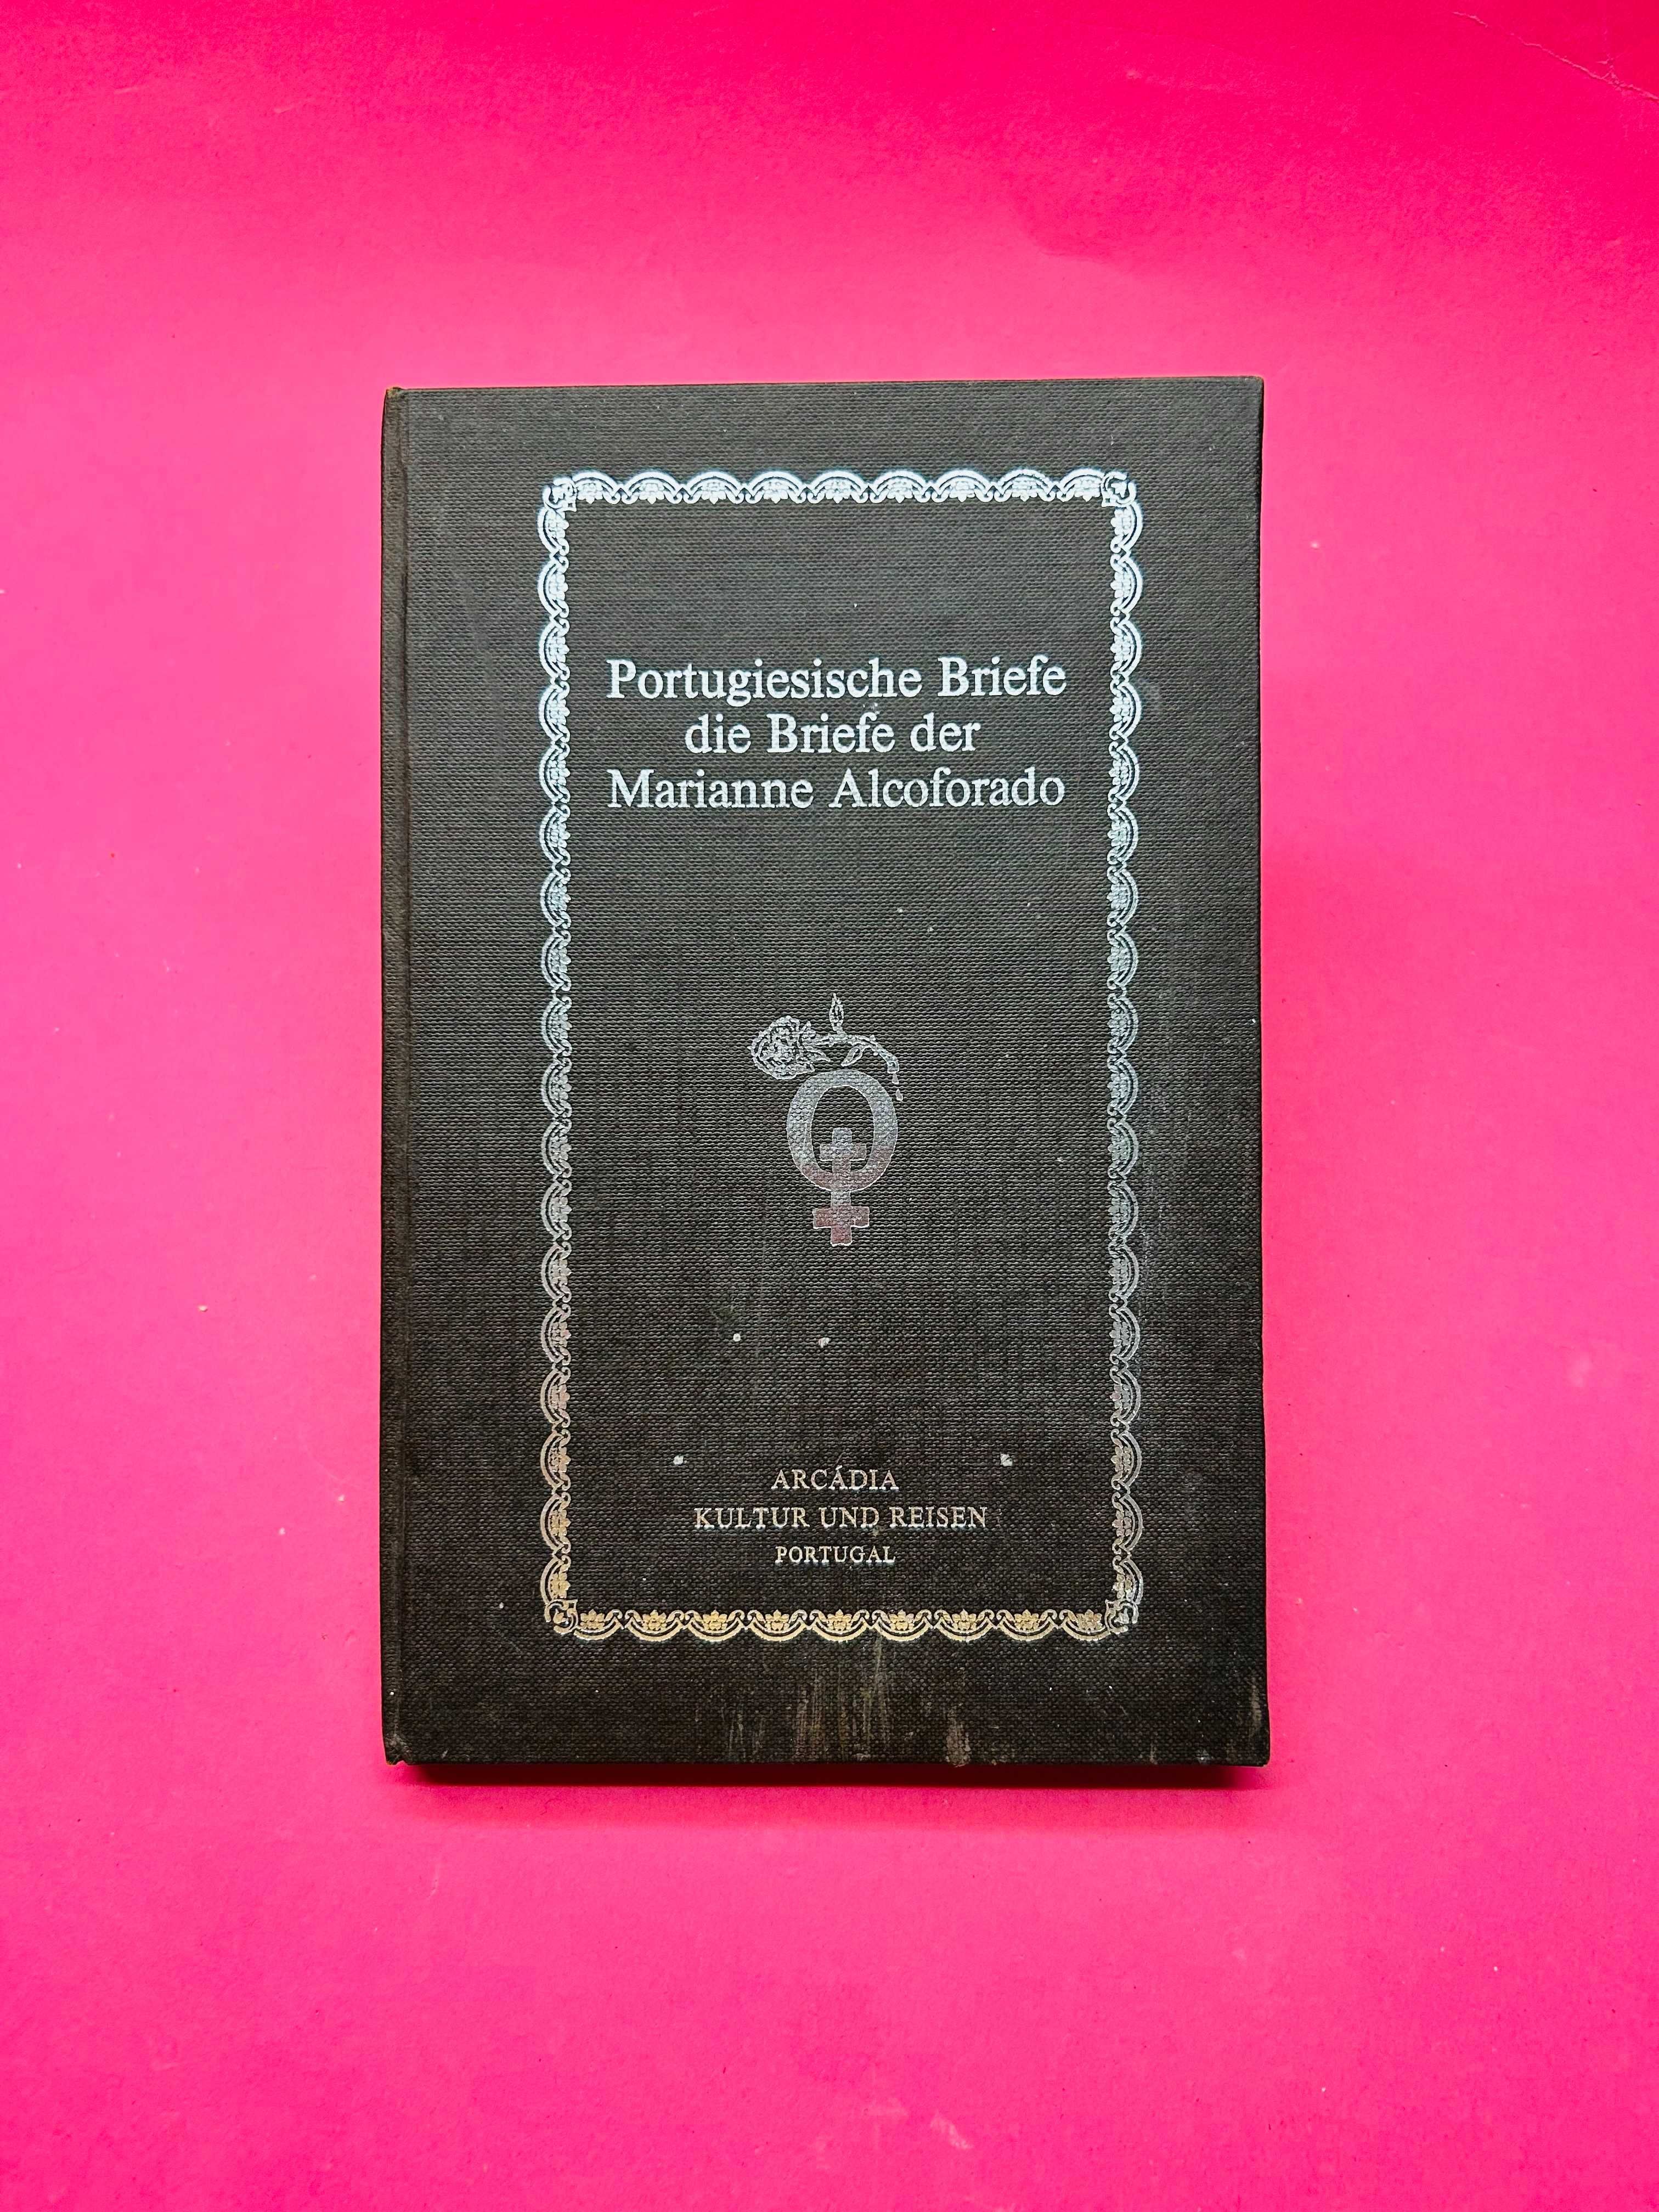 Portugiesische Briefe
die Briefe der
Marianne Alcoforado
ARCÁDIA
KULTUR UND REISEN
PORTUGAL